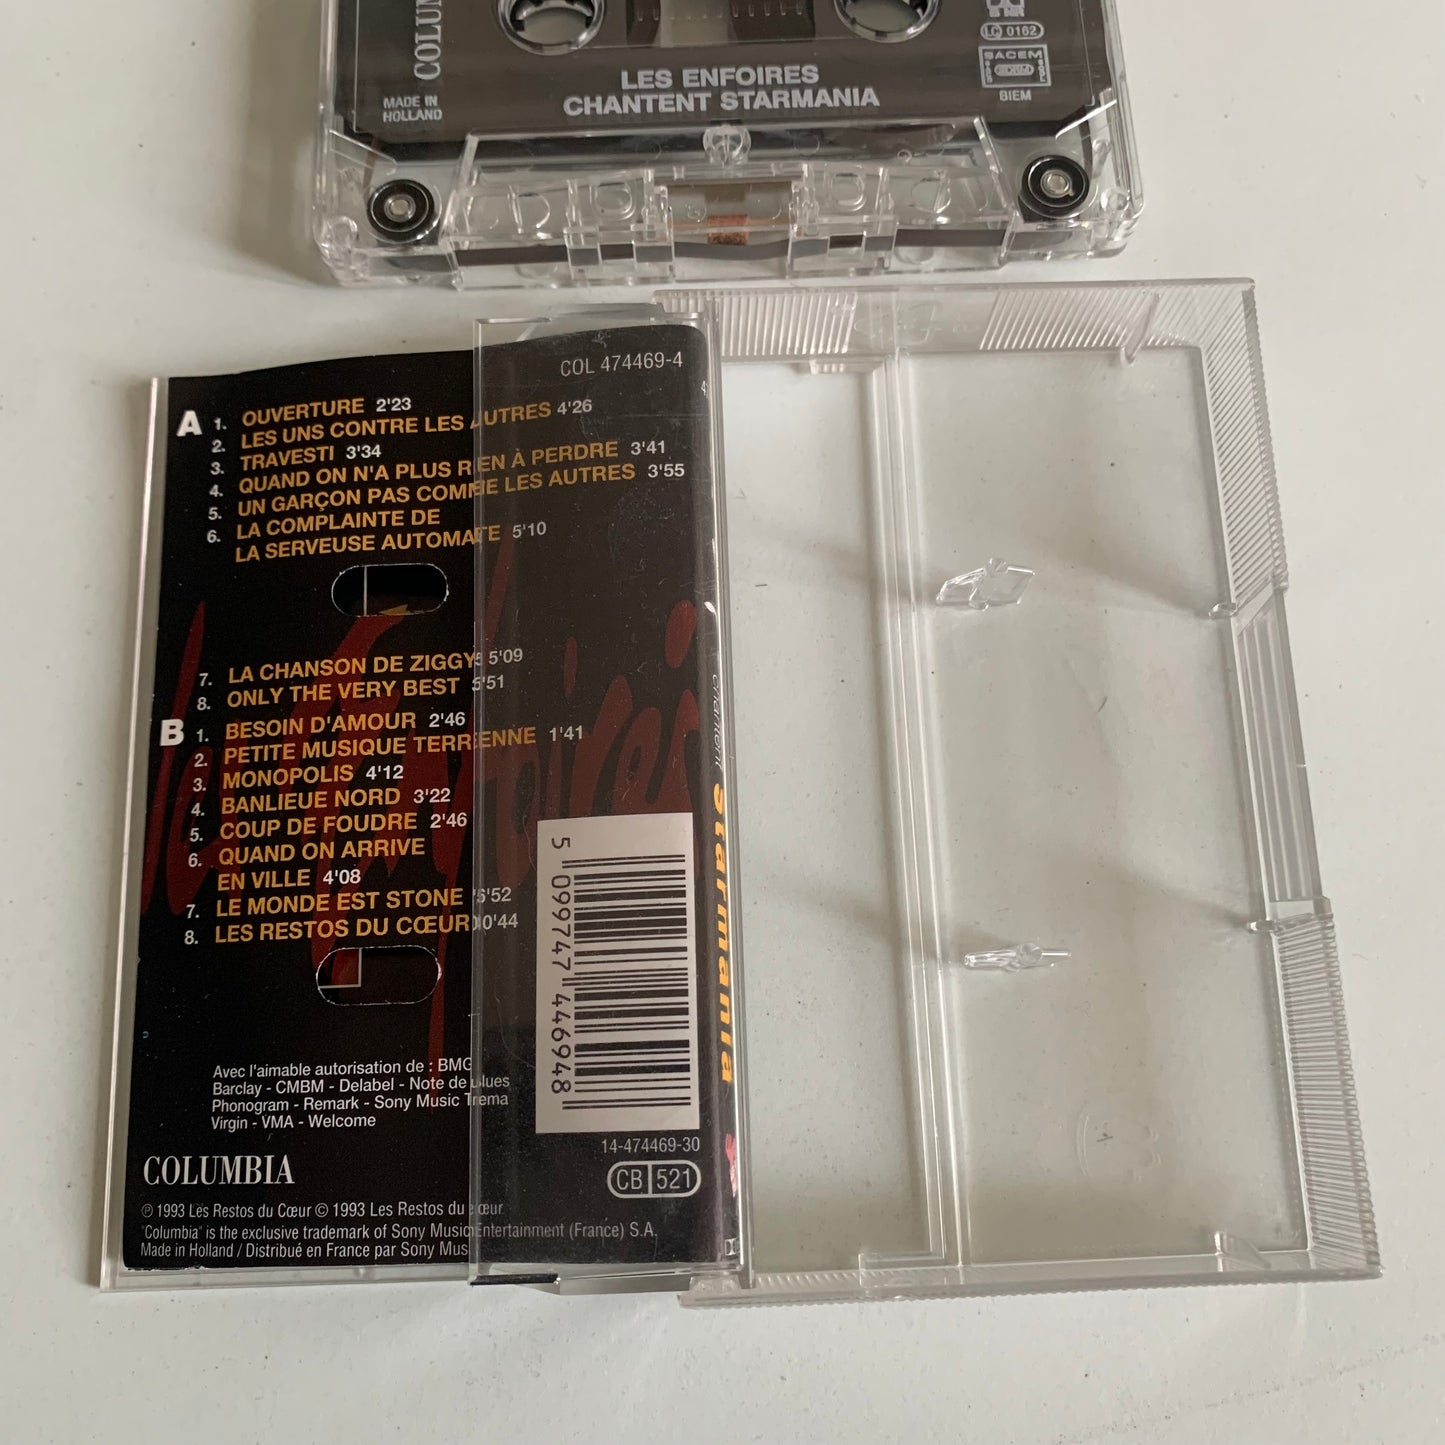 COLUM
MADE IN
HOLLAND
LES ENFOIRES
CHANTENT STARMANIA
LC 0162
SACEM
BIEM
COL 474469-4
A
1. OUVERTURE 2'23
2. LES UNS CONTRE LES AUTRES 4'26
3. TRAVESTI 3'34
4. QUAND ON N'A PLUS RIEN À PERDRE 3'41
5. UN GARÇON PAS COMME LES AUTRES 3'55
6. LA COMPLAINTE DE
LA SERVEUSE AUTOMATE 5'10
7. LA CHANSON DE ZIGGY 5'09
8. ONLY THE VERY BEST 5'51
B
1. BESOIN D'AMOUR 2'46
2. PETITE MUSIQUE TERRIENNE 1'41
3. MONOPOLIS 4'12
4. BANLIEUE NORD 3'22
5. COUP DE FOUDRE 2'46
6. QUAND ON ARRIVE
EN VILLE 4'08
7. LE MONDE EST STONE 6'52
8. LES RESTOS DU CŒUR 0'44
Avec l'aimable autorisation de : BMG
Barclay - CMBM - Delabel - Note de Blues
Phonogram - Remark - Sony Music Trema
Virgin - VMA - Welcome
COLUMBIA
℗ 1993 Les Restos du Cœur © 1993 Les Restos du Cœur
"Columbia" is the exclusive trademark of Sony Music Entertainment (France) S.A.
Made in Holland / Distribué en France par Sony Mus
5 099747 446948
14-474469-30
CB 521
chantent Starmania